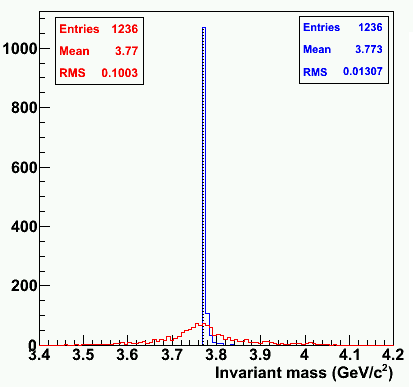 Entries 1236
Mean 3.77
RMS 0.1003
Entries 1236
Mean 3.773
RMS 0.01307
1000
800
600
400
200
0
3.4 3.5 3.6 3.7 3.8 3.9 4 4.1 4.2
Invariant mass (GeV/c²)